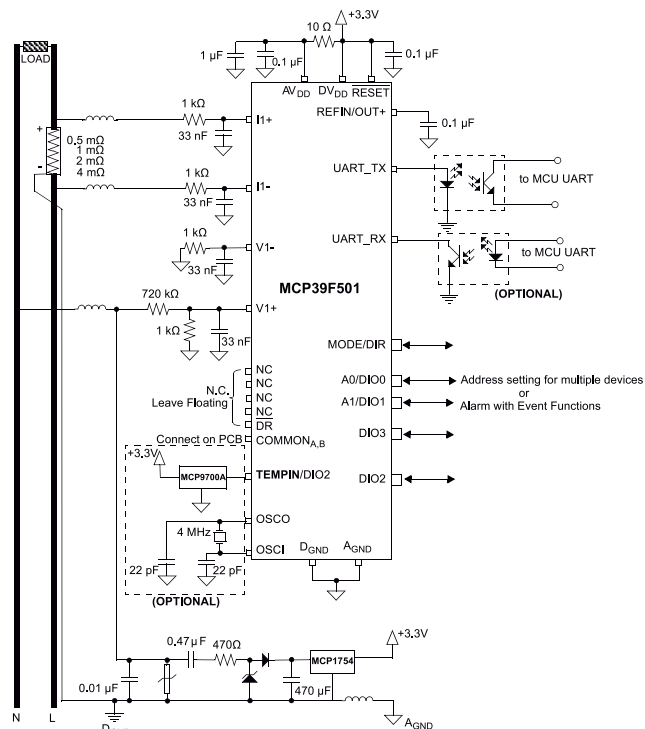 +3.3V
10 Ω
1 µF
0.1 µF
0.1 µF
LOAD
AVDD
DVDD
RESET
REFIN/OUT+
0.1 µF
1 kΩ
I1+
33 nF
+
-
0.5 mΩ
1 mΩ
2 mΩ
4 mΩ
UART_TX
to MCU UART
1 kΩ
I1-
33 nF
UART_RX
to MCU UART
(OPTIONAL)
1 kΩ
V1-
33 nF
MCP39F501
720 kΩ
V1+
1 kΩ
33 nF
MODE/DIR
NC
NC
NC
NC
DR
N.C.
Leave Floating
A0/DIO0
A1/DIO1
Address setting for multiple devices
or
Alarm with Event Functions
Connect on PCB
COMMONA,B
DIO3
+3.3V
MCP9700A
TEMPIN/DIO2
DIO2
OSCO
4 MHz
OSCI
22 pF
22 pF
(OPTIONAL)
DGND
AGND
0.47µF
470Ω
MCP1754
+3.3V
0.01 µF
470 µF
N
L
AGND